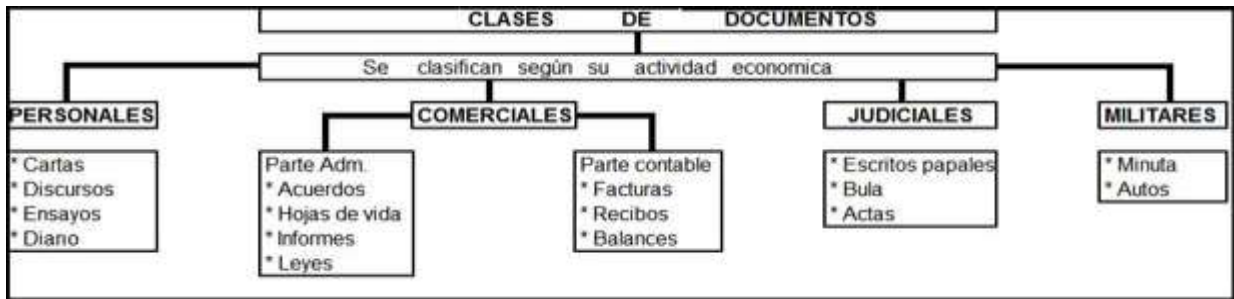 CLASES DE DOCUMENTOS
Se clasifican según su actividad economica
PERSONALES
* Cartas
* Discursos
* Ensayos
* Diario
COMERCIALES
Parte Adm.
* Acuerdos
* Hojas de vida
* Informes
* Leyes
Parte contable
* Facturas
* Recibos
* Balances
JUDICIALES
* Escritos papales
* Bula
* Actas
MILITARES
* Minuta
* Autos